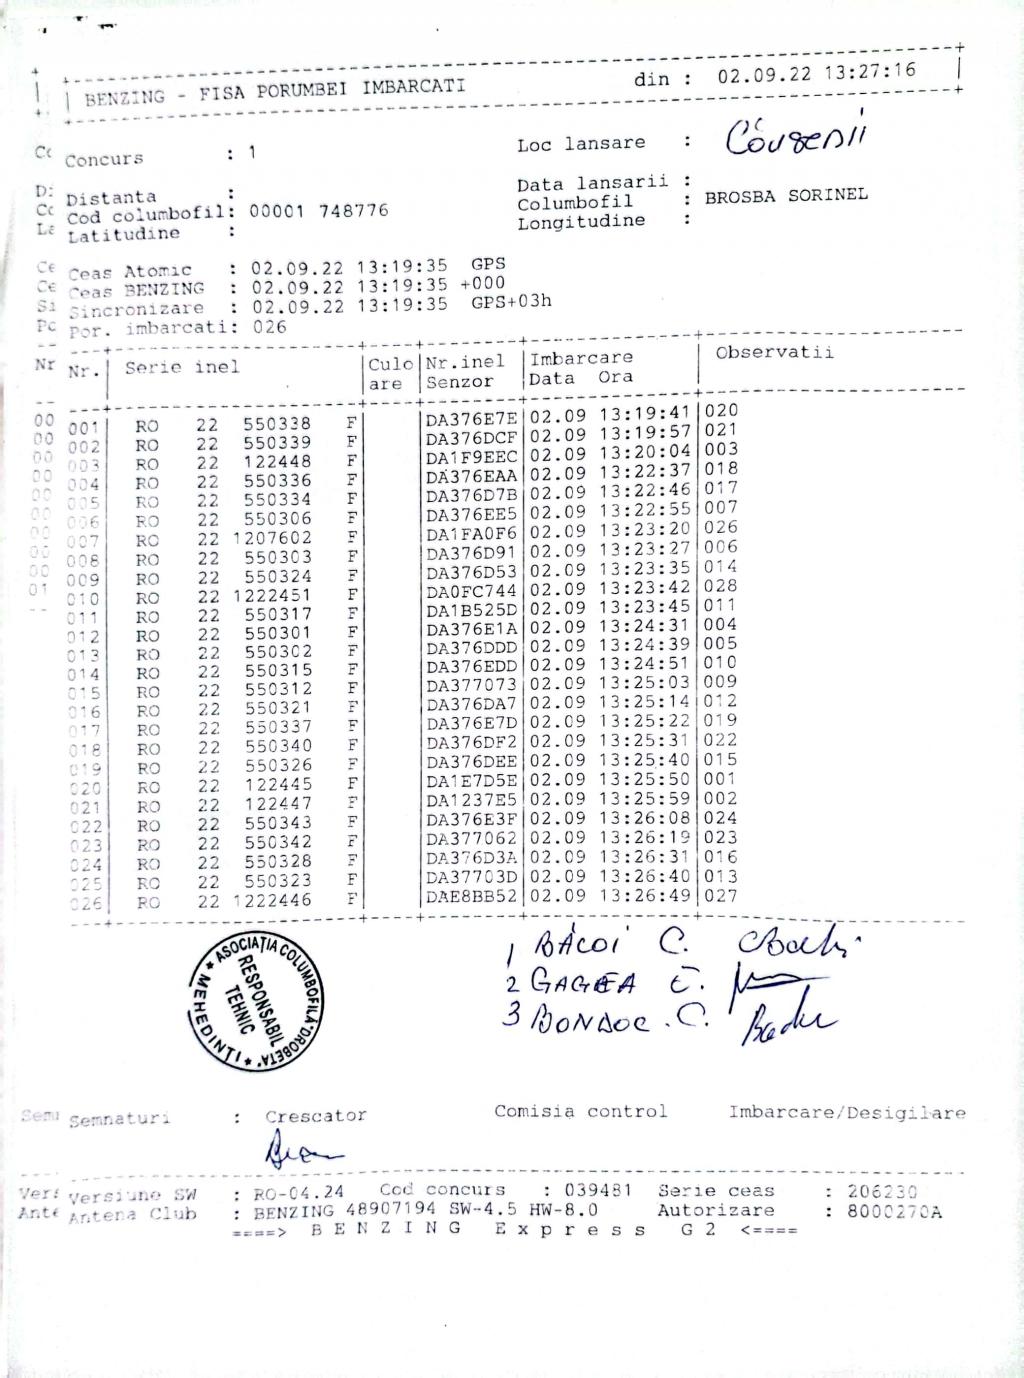 BENZING - FISA PORUMBEI IMBARCATI din : 02.09.22 13:27:16
Concurs : 1 Loc lansare :
Distanta : Data lansarii :
Cod columbofil: 00001 748776 Columbofil : BROSBA SORINEL
Latitudine : Longitudine :
Ceas Atomic : 02.09.22 13:19:35 GPS
Ceas BENZING : 02.09.22 13:19:35 +000
Sincronizare : 02.09.22 13:19:35 GPS+03h
Por. imbarcati: 026
Nr. Serie inel Culo Nr.inel Imbarcare Observatii
are Senzor Data Ora
001 RO 22 550338 F DA376E7E 02.09 13:19:41 020
002 RO 22 550339 F DA376DCF 02.09 13:19:57 021
003 RO 22 122448 F DA1F9EEC 02.09 13:20:04 003
004 RO 22 550336 F DA376EAA 02.09 13:22:37 018
005 RO 22 550334 F DA376D7B 02.09 13:22:46 017
006 RO 22 550306 F DA376EE5 02.09 13:22:55 007
007 RO 22 1207602 F DA1FA0F6 02.09 13:23:20 026
008 RO 22 550303 F DA376D91 02.09 13:23:27 006
009 RO 22 550324 F DA376D53 02.09 13:23:35 014
010 RO 22 1222451 F DA0FC744 02.09 13:23:42 028
011 RO 22 550317 F DA1B525D 02.09 13:23:45 011
012 RO 22 550301 F DA376E1A 02.09 13:24:31 004
013 RO 22 550302 F DA376DDD 02.09 13:24:39 005
014 RO 22 550315 F DA376EDD 02.09 13:24:51 010
015 RO 22 550312 F DA377073 02.09 13:25:03 009
016 RO 22 550321 F DA376DA7 02.09 13:25:14 012
017 RO 22 550337 F DA376E7D 02.09 13:25:22 019
018 RO 22 550340 F DA376DF2 02.09 13:25:31 022
019 RO 22 550326 F DA376DEE 02.09 13:25:40 015
020 RO 22 122445 F DA1E7D5E 02.09 13:25:50 001
021 RO 22 122447 F DA1237E5 02.09 13:25:59 002
022 RO 22 550343 F DA376E3F 02.09 13:26:08 024
023 RO 22 550342 F DA377062 02.09 13:26:19 023
024 RO 22 550328 F DA376D3A 02.09 13:26:31 016
025 RO 22 550323 F DA37703D 02.09 13:26:40 013
026 RO 22 1222446 F DAE8BB52 02.09 13:26:49 027
ASOCIAȚIA COLUMBOFILĂ "DROBETA" * MEHEDINȚI *
RESPONSABIL
TEHNIC
1 BĂCOI C.
2 GAGEA E.
3 BONDOC . C.
Semnaturi : Crescator Comisia control Imbarcare/Desigilare
Versiune SW : RO-04.24 Cod concurs : 039481 Serie ceas : 206230
Antena Club : BENZING 48907194 SW-4.5 HW-8.0 Autorizare : 8000270A
====> B E N Z I N G E x p r e s s G 2 <====